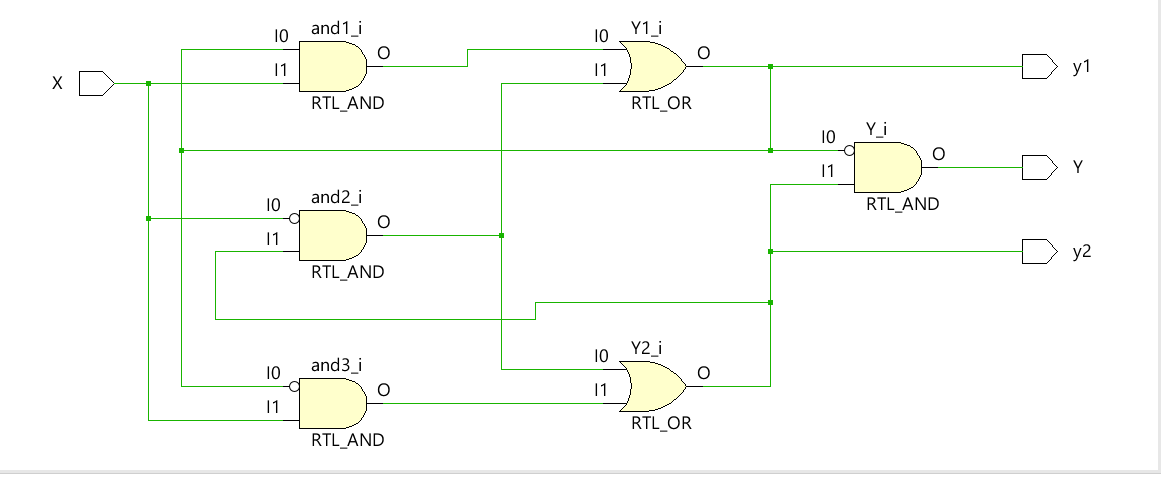 and1_i
Y1_i
I0
O
I0
O
X
I1
I1
y1
RTL_AND
RTL_OR
Y_i
I0
O
Y
I1
and2_i
RTL_AND
I0
O
I1
y2
RTL_AND
Y2_i
and3_i
I0
O
I0
O
I1
I1
RTL_OR
RTL_AND